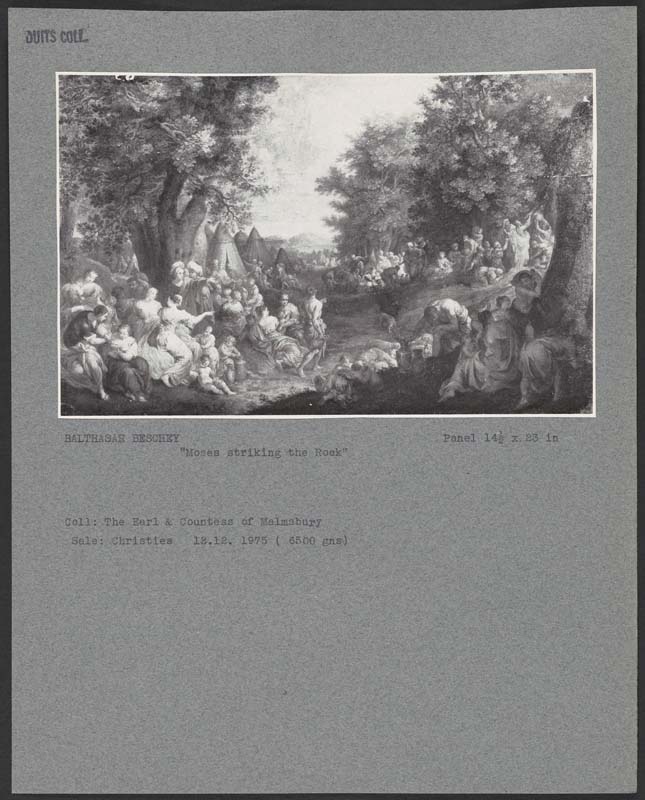 DUITS COLL.
BALTHASAR BESCHEY Panel 14½ x 23 in
"Moses striking the Rock"
Coll: The Earl & Countess of Malmsbury
Sale: Christies 12.12. 1975 ( 6500 gns)